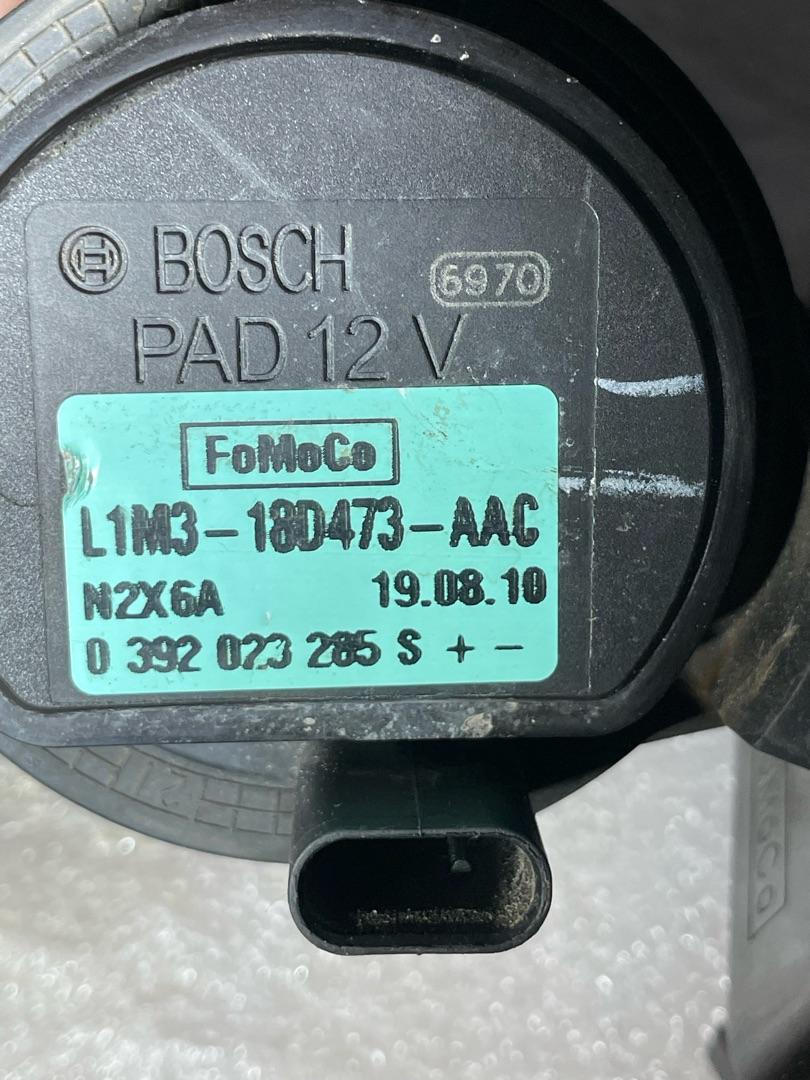 BOSCH 6970
PAD 12 V
FoMoCo
L1M3-18D473-AAC
N2X6A 19.08.10
0 392 023 285 S + -